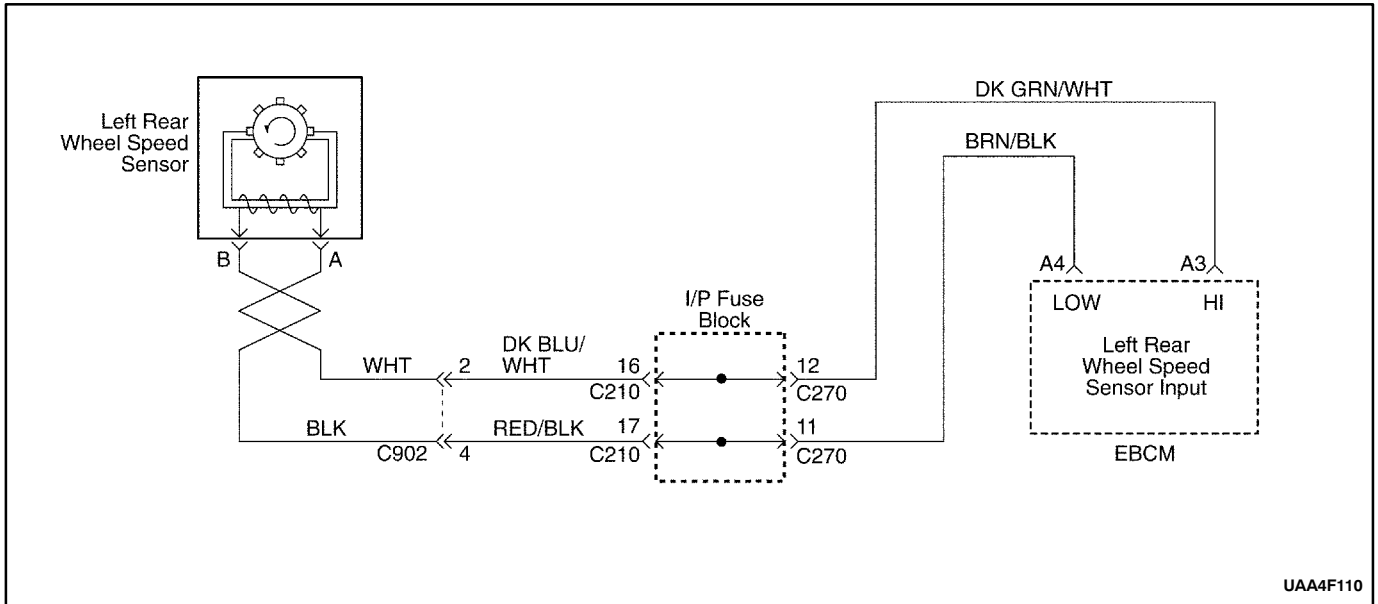 DK GRN/WHT
BRN/BLK
Left Rear
Wheel Speed
Sensor
B
A
A4
A3
LOW
HI
Left Rear
Wheel Speed
Sensor Input
EBCM
I/P Fuse
Block
WHT
2
DK BLU/
WHT
16
C210
12
C270
BLK
C902
4
RED/BLK
17
C210
11
C270
UAA4F110